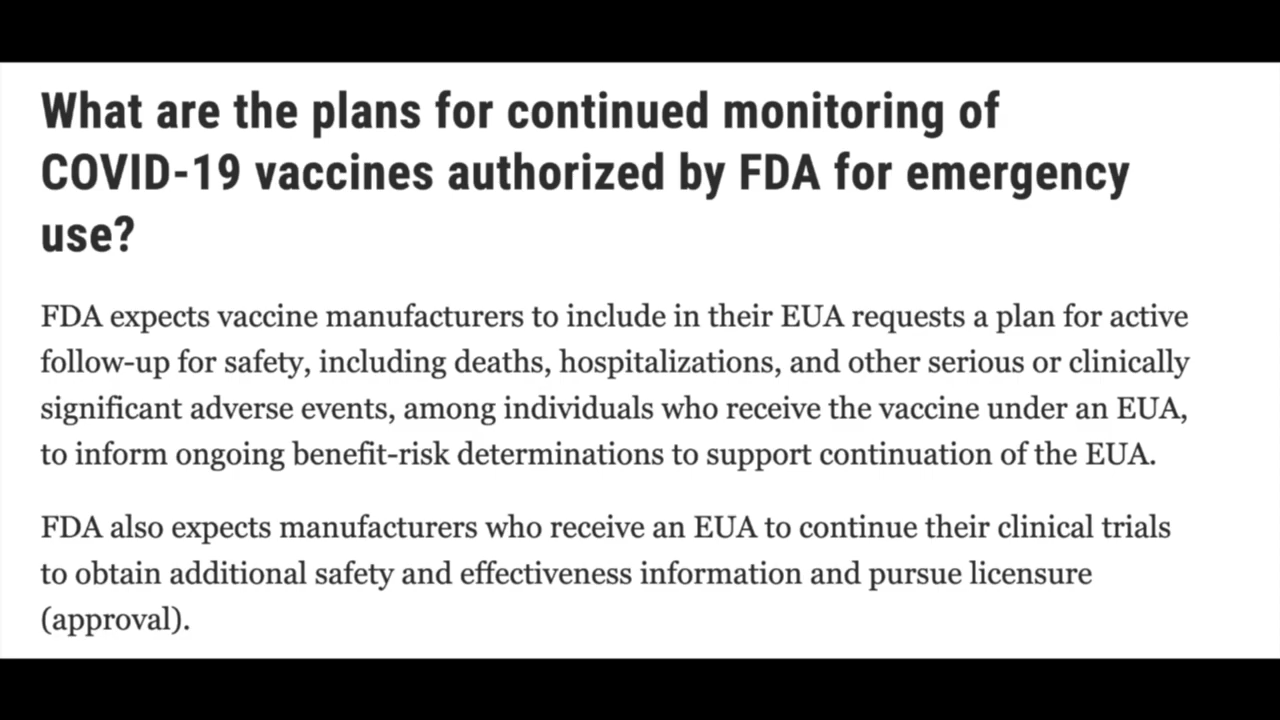 What are the plans for continued monitoring of
COVID-19 vaccines authorized by FDA for emergency
use?
FDA expects vaccine manufacturers to include in their EUA requests a plan for active
follow-up for safety, including deaths, hospitalizations, and other serious or clinically
significant adverse events, among individuals who receive the vaccine under an EUA,
to inform ongoing benefit-risk determinations to support continuation of the EUA.
FDA also expects manufacturers who receive an EUA to continue their clinical trials
to obtain additional safety and effectiveness information and pursue licensure
(approval).